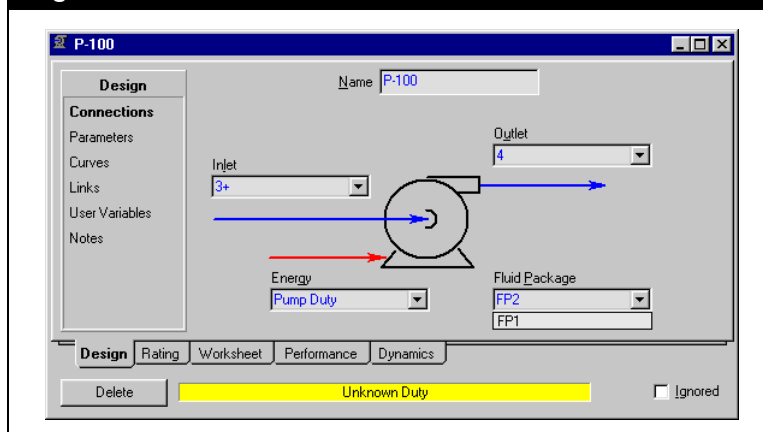 P-100
Design
Connections
Parameters
Curves
Links
User Variables
Notes
Name P-100
Inlet
3+
Outlet
4
Energy
Pump Duty
Fluid Package
FP2
FP1
Design Rating Worksheet Performance Dynamics
Delete Unknown Duty Ignored